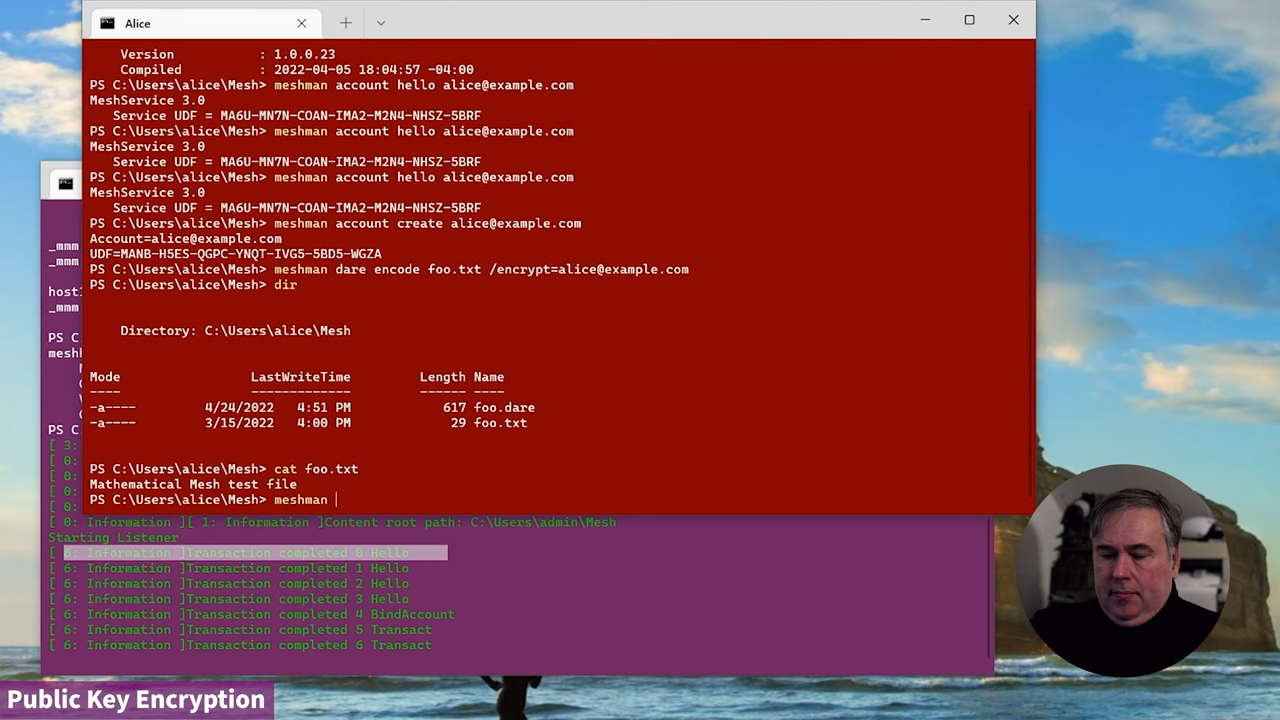 Alice
Version : 1.0.0.23
Compiled : 2022-04-05 18:04:57 -04:00
PS C:\Users\alice\Mesh> meshman account hello alice@example.com
MeshService 3.0
Service UDF = MA6U-MN7N-COAN-IMA2-M2N4-NHSZ-5BRF
PS C:\Users\alice\Mesh> meshman account hello alice@example.com
MeshService 3.0
Service UDF = MA6U-MN7N-COAN-IMA2-M2N4-NHSZ-5BRF
PS C:\Users\alice\Mesh> meshman account hello alice@example.com
MeshService 3.0
Service UDF = MA6U-MN7N-COAN-IMA2-M2N4-NHSZ-5BRF
PS C:\Users\alice\Mesh> meshman account create alice@example.com
Account=alice@example.com
UDF=MANB-H5ES-QGPC-YNQT-IVG5-5BD5-WGZA
PS C:\Users\alice\Mesh> meshman dare encode foo.txt /encrypt=alice@example.com
PS C:\Users\alice\Mesh> dir
Directory: C:\Users\alice\Mesh
Mode LastWriteTime Length Name
---- ------------- ------ ----
-a---- 4/24/2022 4:51 PM 617 foo.dare
-a---- 3/15/2022 4:00 PM 29 foo.txt
PS C:\Users\alice\Mesh> cat foo.txt
Mathematical Mesh test file
PS C:\Users\alice\Mesh> meshman
_mmm
_mmm
_mmm
PS C
PS C
[ 3:
[ 0:
[ 0:
[ 0:
[ 0:
[ 0: Information ][ 1: Information ]Content root path: C:\Users\admin\Mesh
Starting Listener
[ 6: Information ]Transaction completed 0 Hello
[ 6: Information ]Transaction completed 1 Hello
[ 6: Information ]Transaction completed 2 Hello
[ 6: Information ]Transaction completed 3 Hello
[ 6: Information ]Transaction completed 4 BindAccount
[ 6: Information ]Transaction completed 5 Transact
[ 6: Information ]Transaction completed 6 Transact
Public Key Encryption